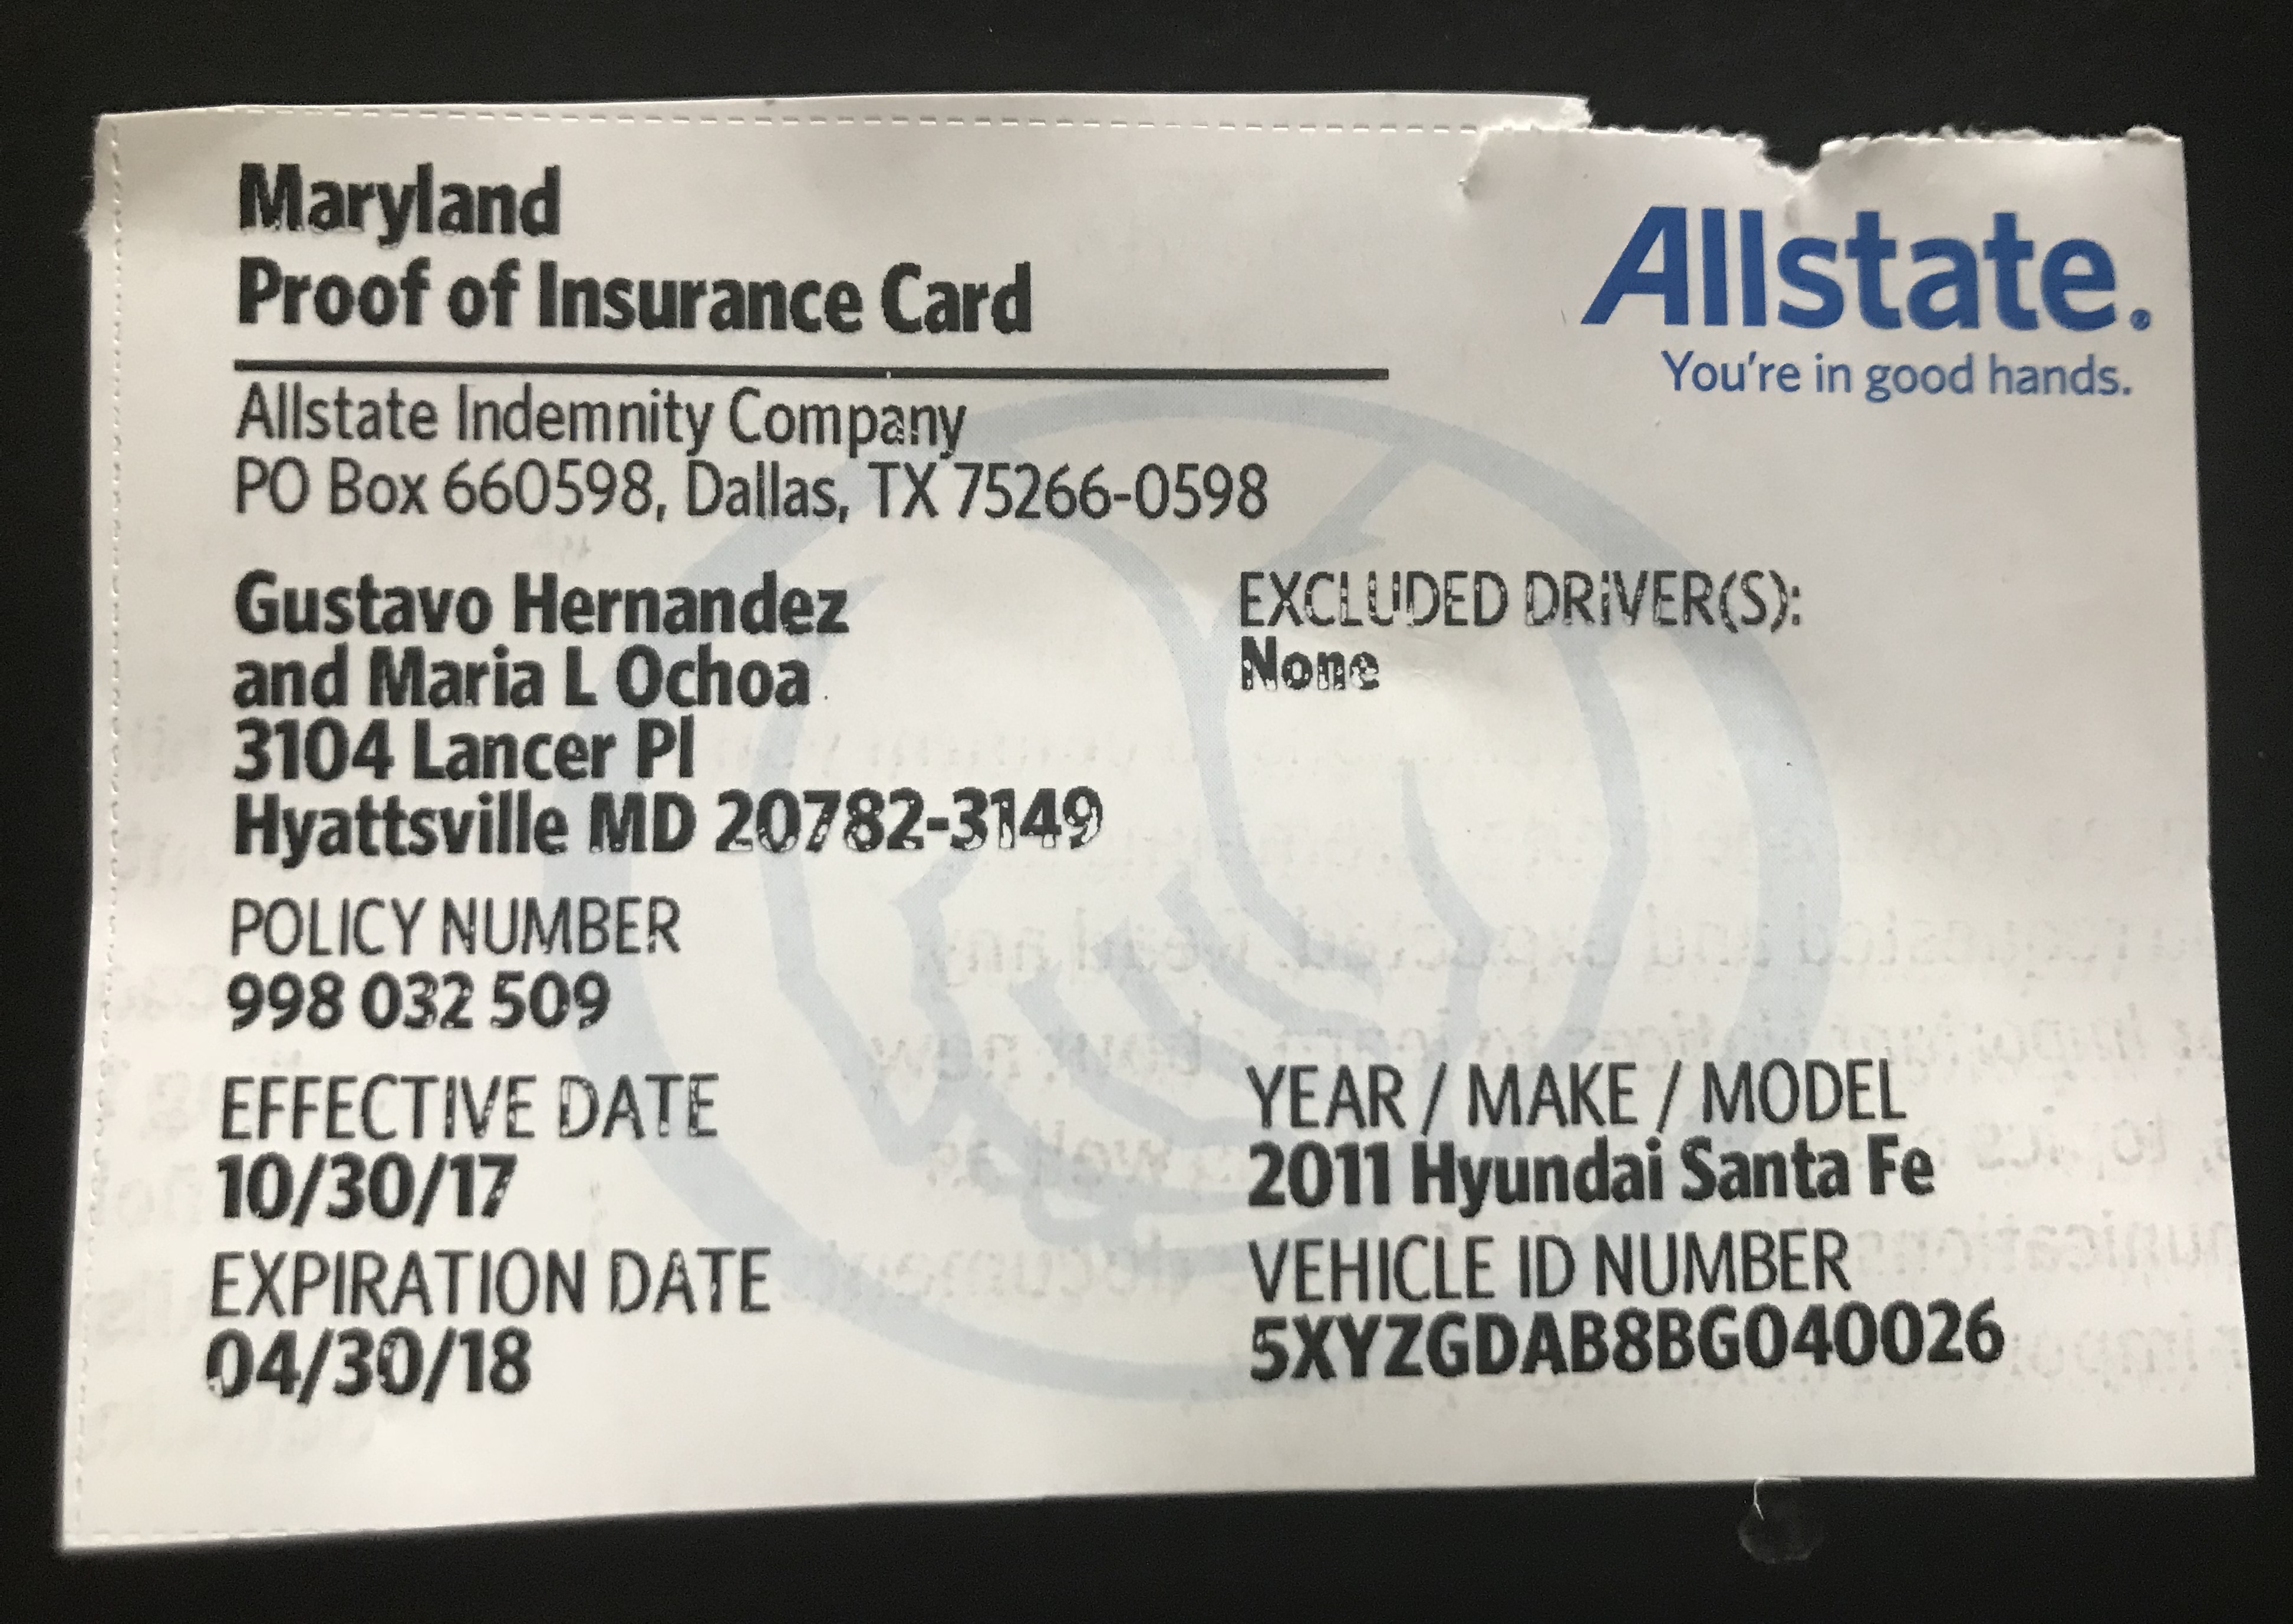 Maryland
Proof of Insurance Card
Allstate.
You're in good hands.
Allstate Indemnity Company
PO Box 660598, Dallas, TX 75266-0598
Gustavo Hernandez
and Maria L Ochoa
3104 Lancer Pl
Hyattsville MD 20782-3149
EXCLUDED DRIVER(S):
None
POLICY NUMBER
998 032 509
EFFECTIVE DATE
10/30/17
EXPIRATION DATE
04/30/18
YEAR / MAKE / MODEL
2011 Hyundai Santa Fe
VEHICLE ID NUMBER
5XYZGDAB8BG040026